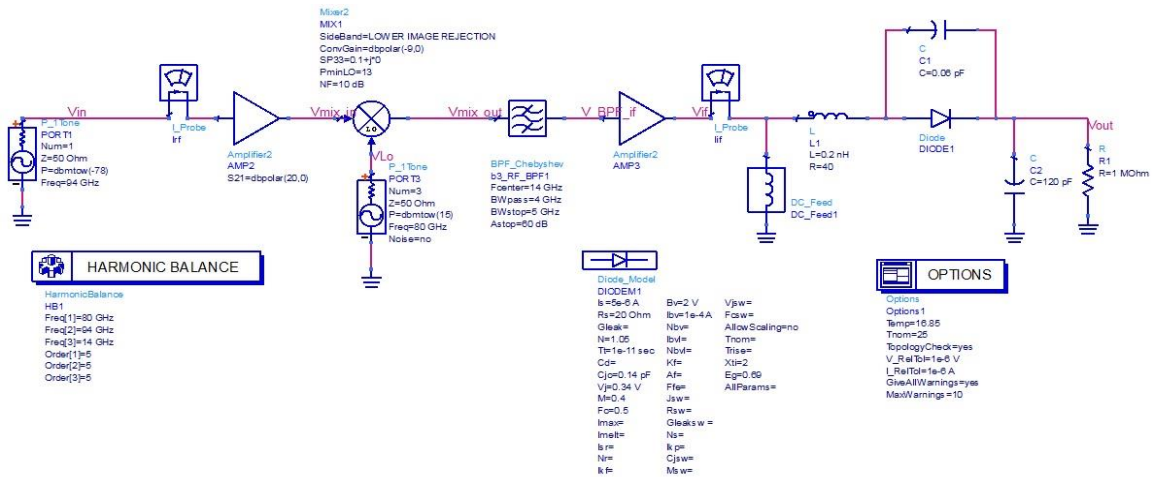 Mixer2
MIX1
SideBand=LOWER IMAGE REJECTION
ConvGain=dbpolar(-9,0)
SP33=0.1+j*0
PminLO=13
NF=10 dB
C
C1
C=0.06 pF
Vin
I_Probe
Irf
Vmix_in
LO
Vmix_out
V_BPF_if
Vif
I_Probe
Iif
L
L1
L=0.2 nH
R=40
Diode
DIODE1
Vout
P_1Tone
PORT1
Num=1
Z=50 Ohm
P=dbmtow(-78)
Freq=94 GHz
Amplifier2
AMP2
S21=dbpolar(20,0)
VLo
P_1Tone
PORT3
Num=3
Z=50 Ohm
P=dbmtow(15)
Freq=80 GHz
Noise=no
BPF_Chebyshev
b3_RF_BPF1
Fcenter=14 GHz
BWpass=4 GHz
BWstop=5 GHz
Astop=60 dB
Amplifier2
AMP3
DC_Feed
DC_Feed1
C
C2
C=120 pF
R
R1
R=1 MOhm
HARMONIC BALANCE
HarmonicBalance
HB1
Freq[1]=80 GHz
Freq[2]=94 GHz
Freq[3]=14 GHz
Order[1]=5
Order[2]=5
Order[3]=5
Diode_Model
DIODEM1
Is=5e-6 A
Rs=20 Ohm
Gleak=
N=1.05
Tt=1e-11 sec
Cd=
Cjo=0.14 pF
Vj=0.34 V
M=0.4
Fc=0.5
Imax=
Imelt=
Isr=
Nr=
Ikf=
Bv=2 V
Ibv=1e-4A
Nbv=
Ibvl=
Nbvl=
Kf=
Af=
Ffe=
Jsw=
Rsw=
Gleaksw =
Ns=
Ikp=
Cjsw=
Msw=
Vjsw=
Fcsw=
AllowScaling=no
Tnom=
Trise=
Xti=2
Eg=0.69
AllParams=
OPTIONS
Options
Options1
Temp=16.85
Tnom=25
TopologyCheck=yes
V_RelTol=1e-6 V
I_RelTol=1e-6 A
GiveAllWarnings=yes
MaxWarnings=10